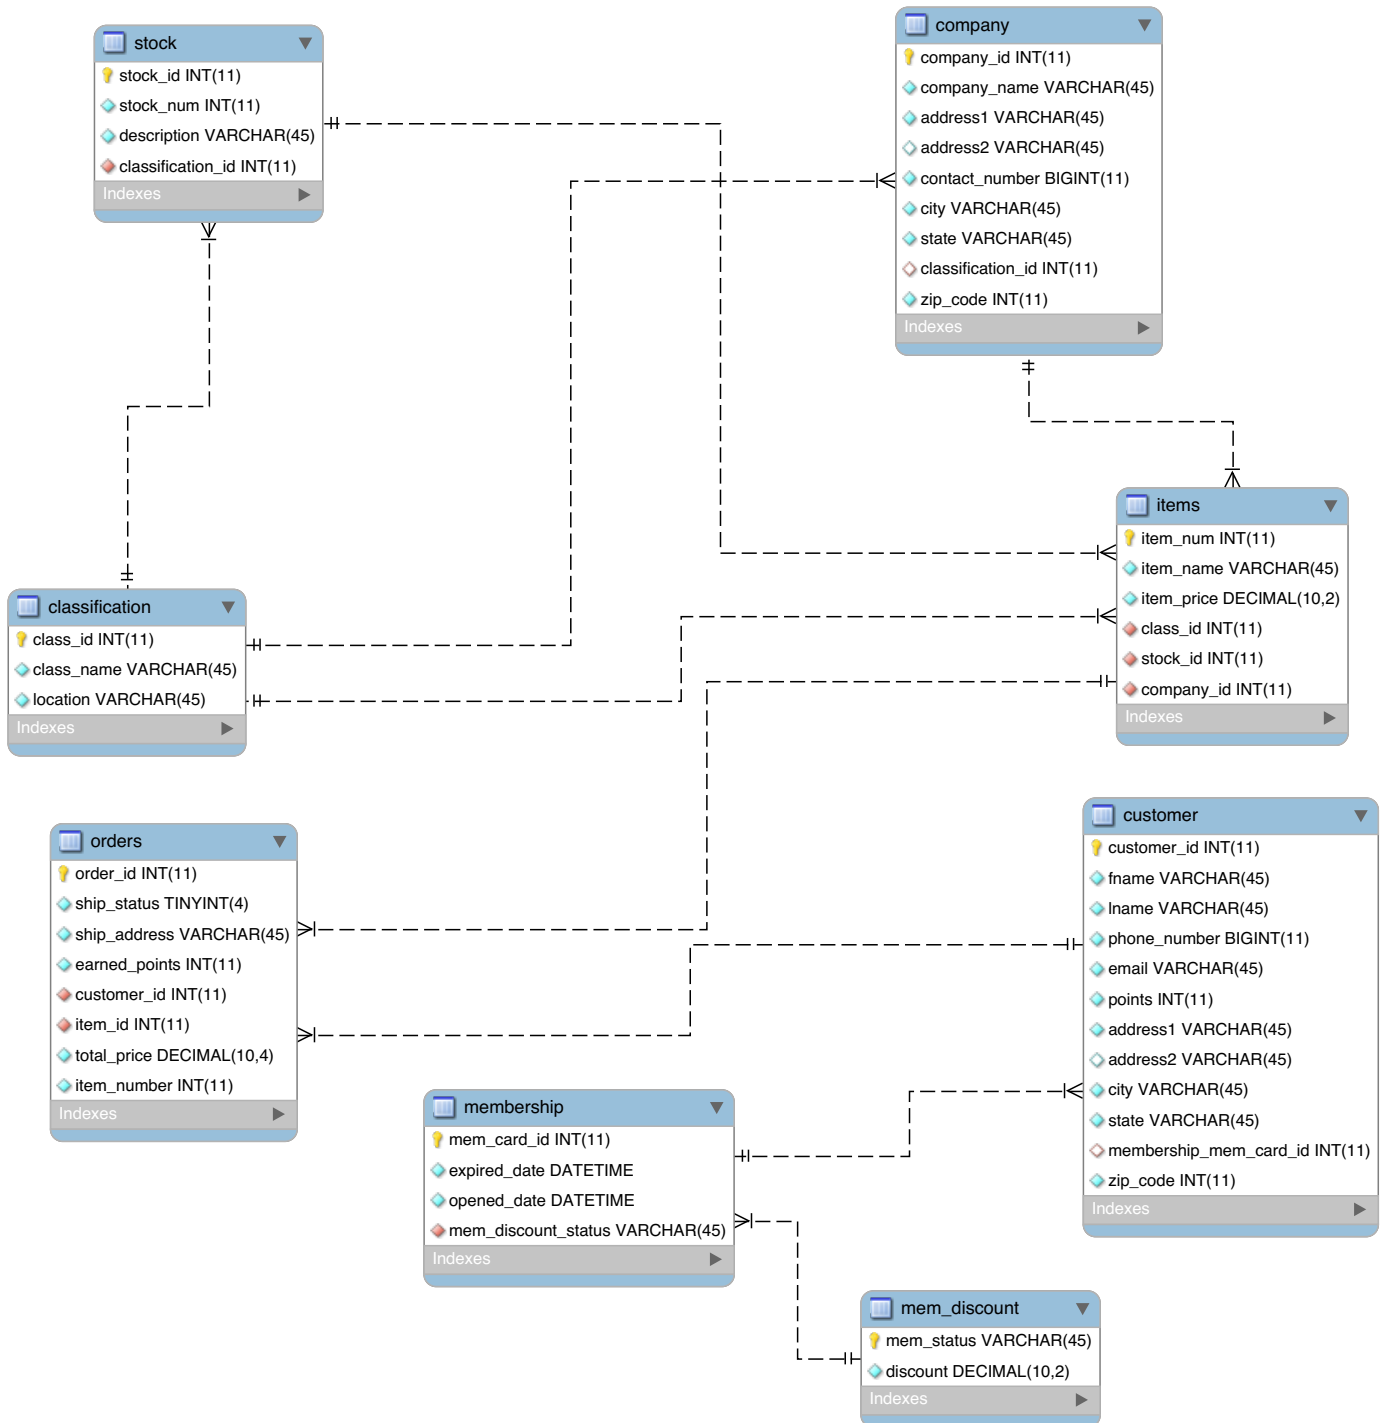 stock
stock_id INT(11)
stock_num INT(11)
description VARCHAR(45)
classification_id INT(11)
Indexes
company
company_id INT(11)
company_name VARCHAR(45)
address1 VARCHAR(45)
address2 VARCHAR(45)
contact_number BIGINT(11)
city VARCHAR(45)
state VARCHAR(45)
classification_id INT(11)
zip_code INT(11)
Indexes
items
item_num INT(11)
item_name VARCHAR(45)
item_price DECIMAL(10,2)
class_id INT(11)
stock_id INT(11)
company_id INT(11)
Indexes
classification
class_id INT(11)
class_name VARCHAR(45)
location VARCHAR(45)
Indexes
orders
order_id INT(11)
ship_status TINYINT(4)
ship_address VARCHAR(45)
earned_points INT(11)
customer_id INT(11)
item_id INT(11)
total_price DECIMAL(10,4)
item_number INT(11)
Indexes
customer
customer_id INT(11)
fname VARCHAR(45)
lname VARCHAR(45)
phone_number BIGINT(11)
email VARCHAR(45)
points INT(11)
address1 VARCHAR(45)
address2 VARCHAR(45)
city VARCHAR(45)
state VARCHAR(45)
membership_mem_card_id INT(11)
zip_code INT(11)
Indexes
membership
mem_card_id INT(11)
expired_date DATETIME
opened_date DATETIME
mem_discount_status VARCHAR(45)
Indexes
mem_discount
mem_status VARCHAR(45)
discount DECIMAL(10,2)
Indexes